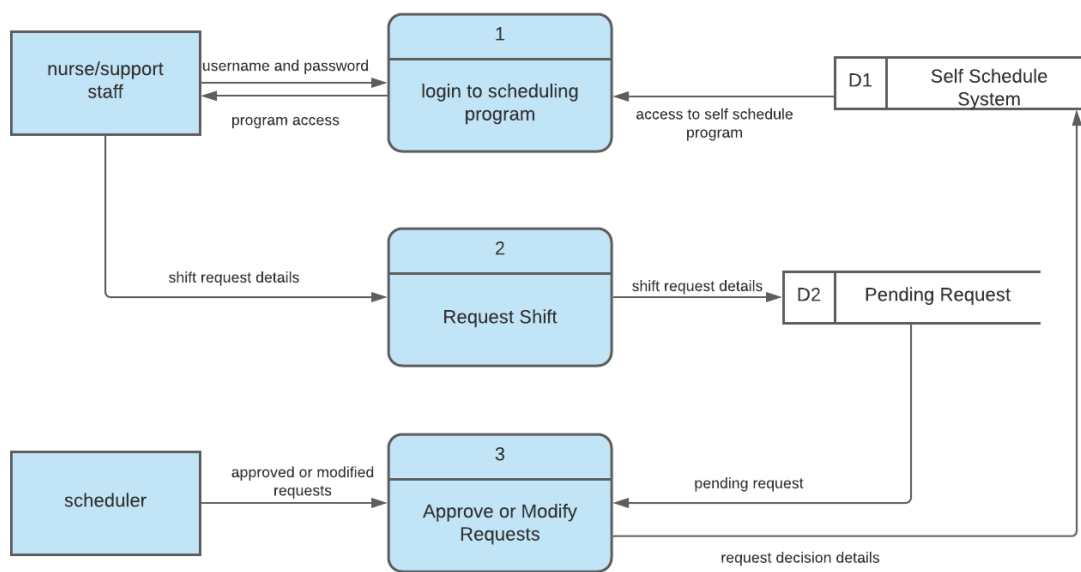 1
nurse/support
staff
username and password
program access
login to scheduling
program
access to self schedule
program
D1
Self Schedule
System
2
shift request details
Request Shift
shift request details
D2
Pending Request
3
scheduler
approved or modified
requests
Approve or Modify
Requests
pending request
request decision details